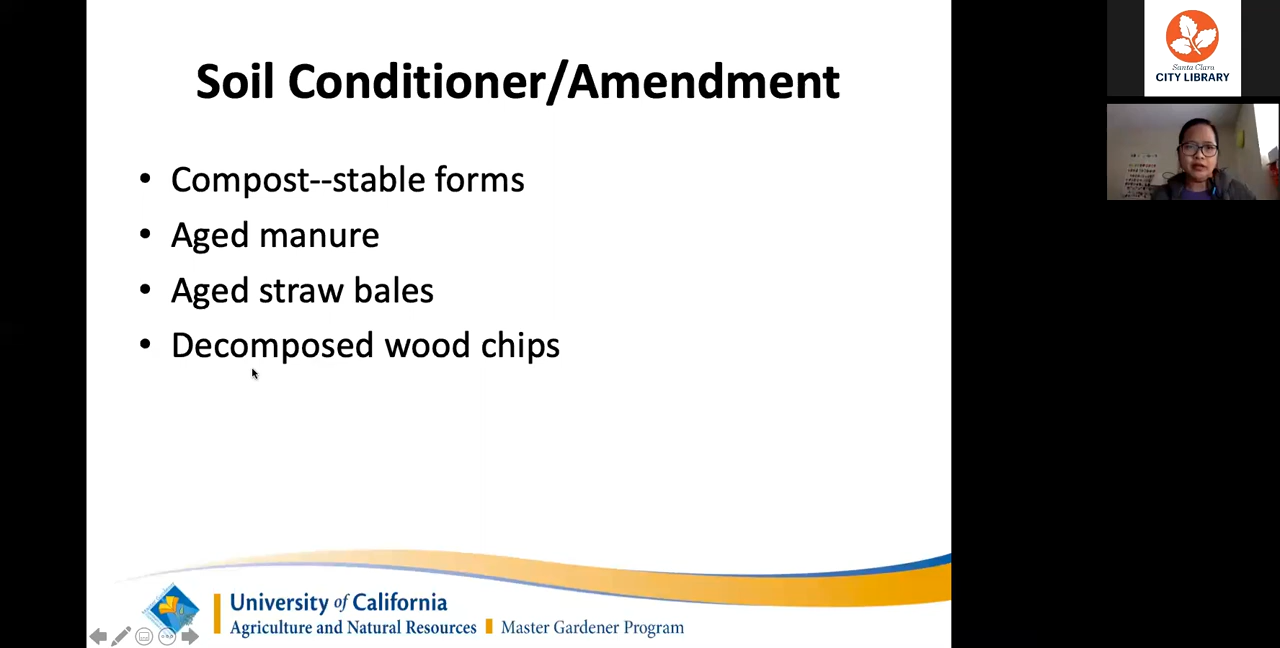 Soil Conditioner/Amendment
• Compost--stable forms
• Aged manure
• Aged straw bales
• Decomposed wood chips
University of California
Agriculture and Natural Resources Master Gardener Program
Santa Clara
CITY LIBRARY